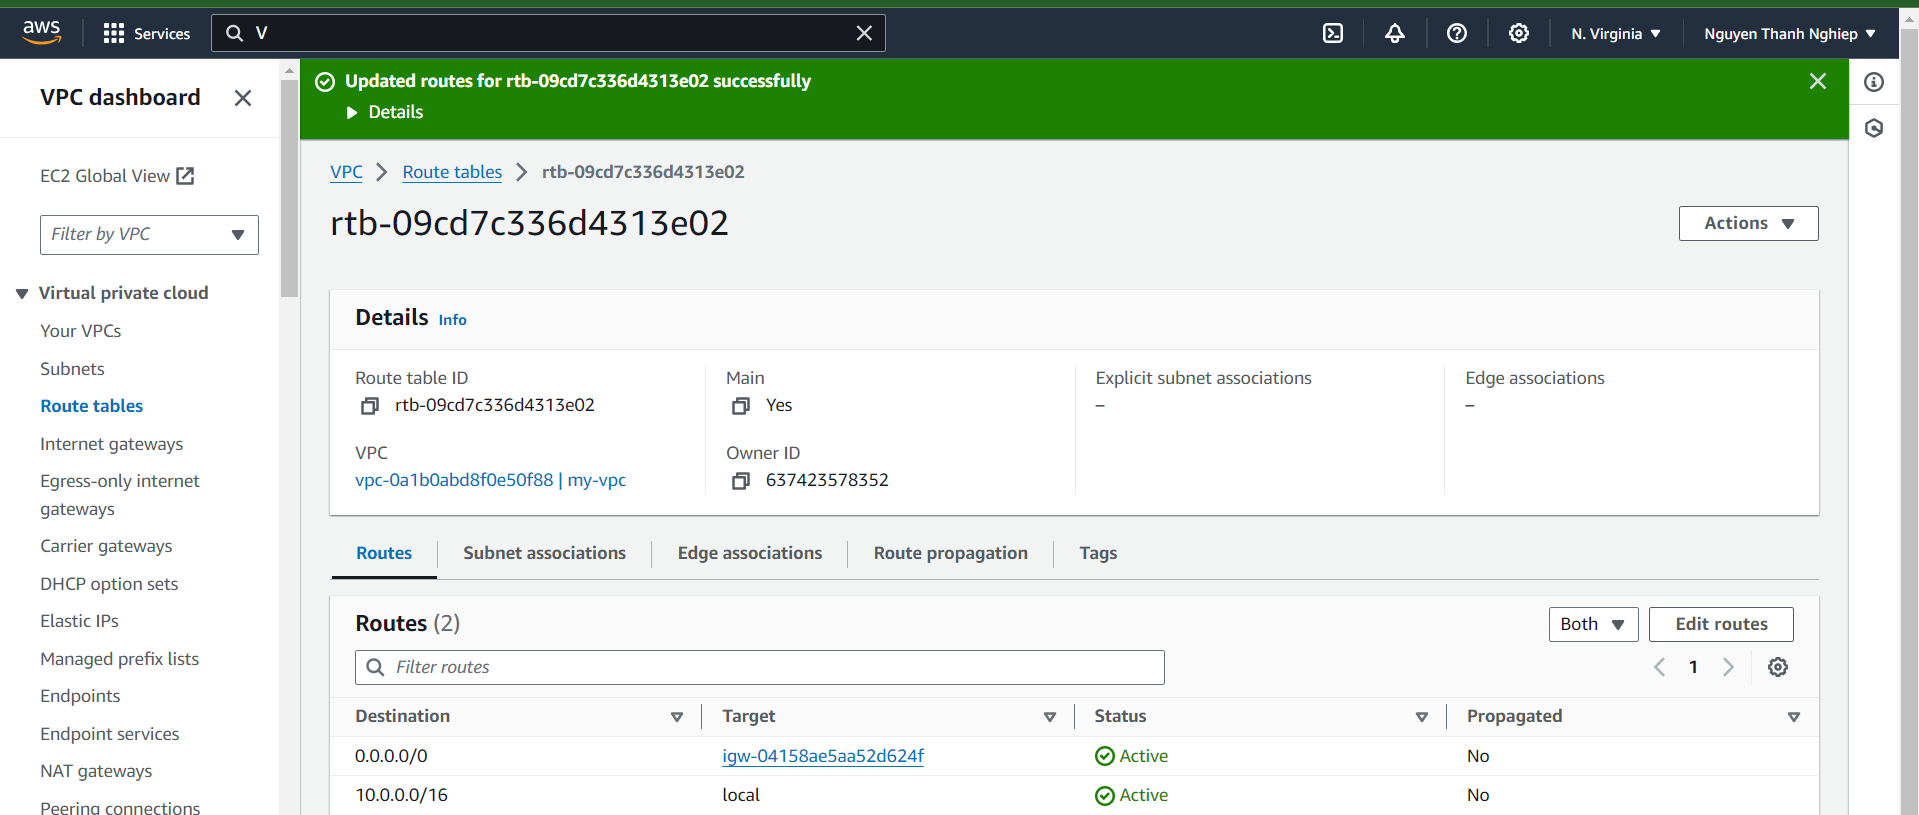 aws
Services
V
N. Virginia
Nguyen Thanh Nghiep
VPC dashboard
EC2 Global View
Filter by VPC
Virtual private cloud
Your VPCs
Subnets
Route tables
Internet gateways
Egress-only internet
gateways
Carrier gateways
DHCP option sets
Elastic IPs
Managed prefix lists
Endpoints
Endpoint services
NAT gateways
Peering connections
Updated routes for rtb-09cd7c336d4313e02 successfully
Details
VPC Route tables rtb-09cd7c336d4313e02
rtb-09cd7c336d4313e02
Actions
Details Info
Route table ID
rtb-09cd7c336d4313e02
Main
Yes
Explicit subnet associations
–
Edge associations
–
VPC
vpc-0a1b0abd8f0e50f88 | my-vpc
Owner ID
637423578352
Routes Subnet associations Edge associations Route propagation Tags
Routes (2)
Both
Edit routes
Filter routes
1
Destination Target Status Propagated
0.0.0.0/0 igw-04158ae5aa52d624f Active No
10.0.0.0/16 local Active No